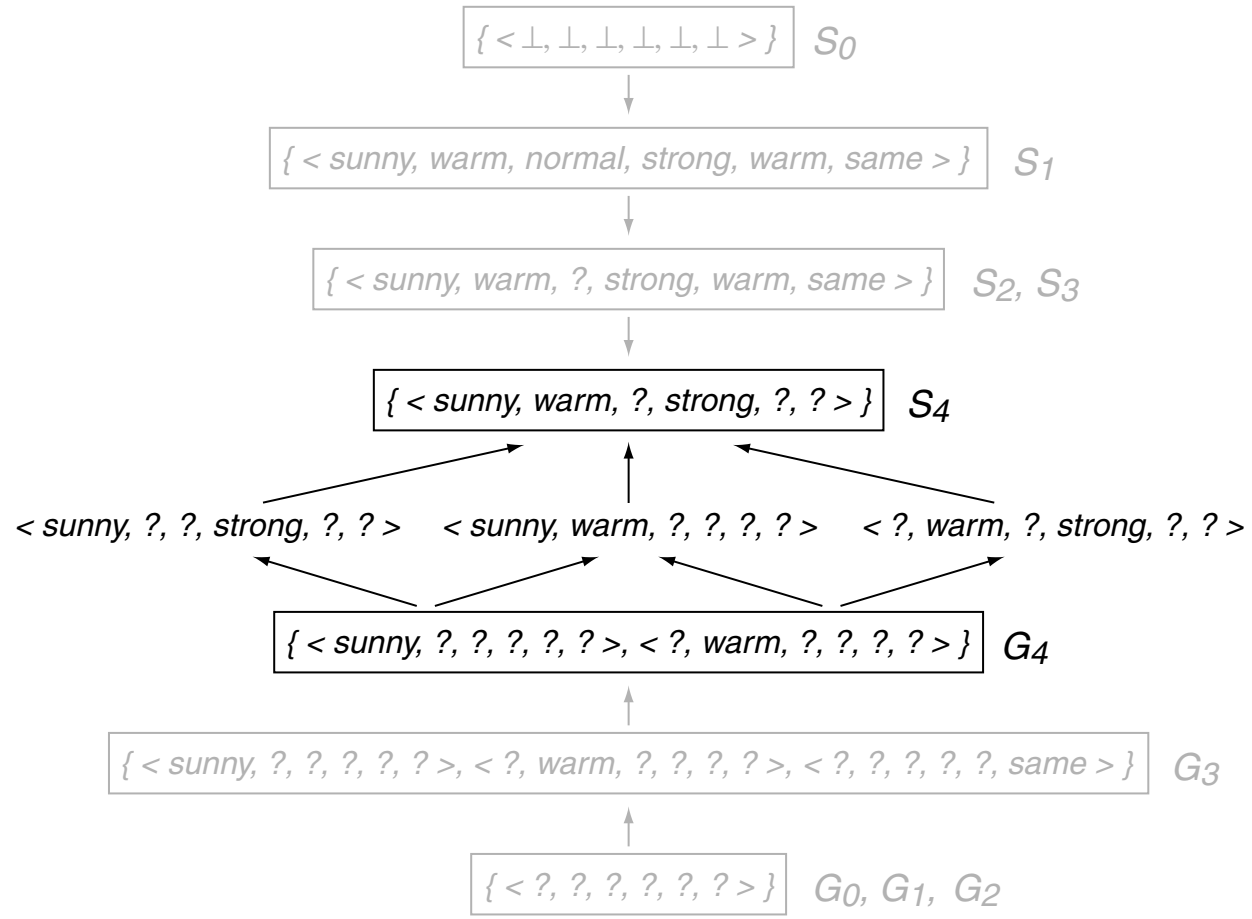 { < ⊥, ⊥, ⊥, ⊥, ⊥, ⊥ > } S0
{ < sunny, warm, normal, strong, warm, same > } S1
{ < sunny, warm, ?, strong, warm, same > } S2, S3
{ < sunny, warm, ?, strong, ?, ? > } S4
< sunny, ?, ?, strong, ?, ? > < sunny, warm, ?, ?, ?, ? > < ?, warm, ?, strong, ?, ? >
{ < sunny, ?, ?, ?, ?, ? >, < ?, warm, ?, ?, ?, ? > } G4
{ < sunny, ?, ?, ?, ?, ? >, < ?, warm, ?, ?, ?, ? >, < ?, ?, ?, ?, ?, same > } G3
{ < ?, ?, ?, ?, ?, ? > } G0, G1, G2